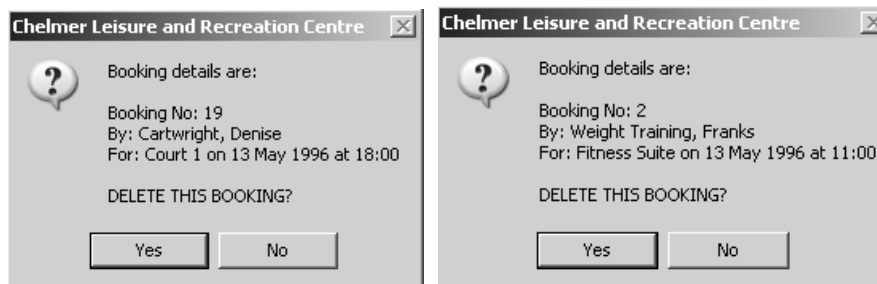 Chelmer Leisure and Recreation Centre
Booking details are:
Booking No: 19
By: Cartwright, Denise
For: Court 1 on 13 May 1996 at 18:00
DELETE THIS BOOKING?
Yes
No
Chelmer Leisure and Recreation Centre
Booking details are:
Booking No: 2
By: Weight Training, Franks
For: Fitness Suite on 13 May 1996 at 11:00
DELETE THIS BOOKING?
Yes
No